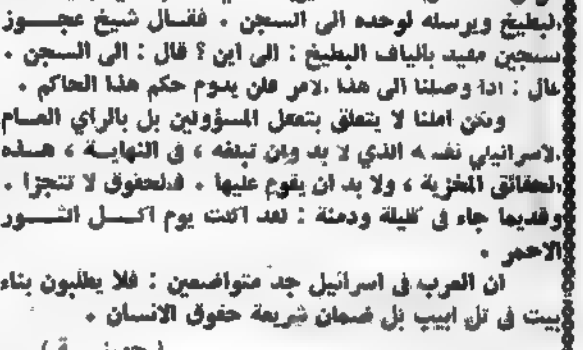 البطيخ ويرسله لوحده الى السجن . فقال شيخ عجوز
لسجين مقيد بالياف البطيخ : الى اين ؟ قال : الى السجن .
قال : اذا وصلنا الى هذا الامر فلن يدوم حكم هذا الحاكم .
ولكن املنا لا يتعلق بتعقل المسؤولين بل بالراي العام
الاسرائيلي نفسه الذي لا بد وان تبلغه ، في النهاية ، هذه
الحقائق المخزية ، ولا بد ان يقوم عليها . فالحقوق لا تتجزا .
وقديما جاء في كليلة ودمنة : لقد اكلت يوم اكل الثور
الاحمر .
ان العرب في اسرائيل جد متواضعين : فلا يطلبون بناء
بيت في تل ابيب بل ضمان شريعة حقوق الانسان .